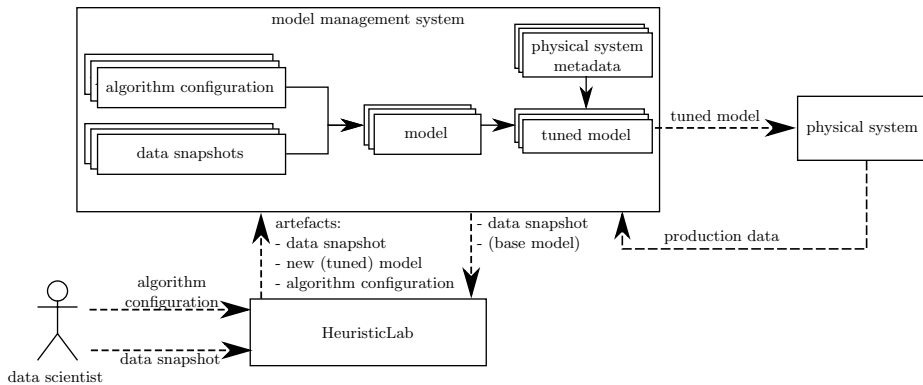 model management system
physical system
metadata
algorithm configuration
data snapshots
model
tuned model
tuned model
physical system
production data
artefacts:
- data snapshot
- new (tuned) model
- algorithm configuration
- data snapshot
- (base model)
algorithm
configuration
data snapshot
HeuristicLab
data scientist